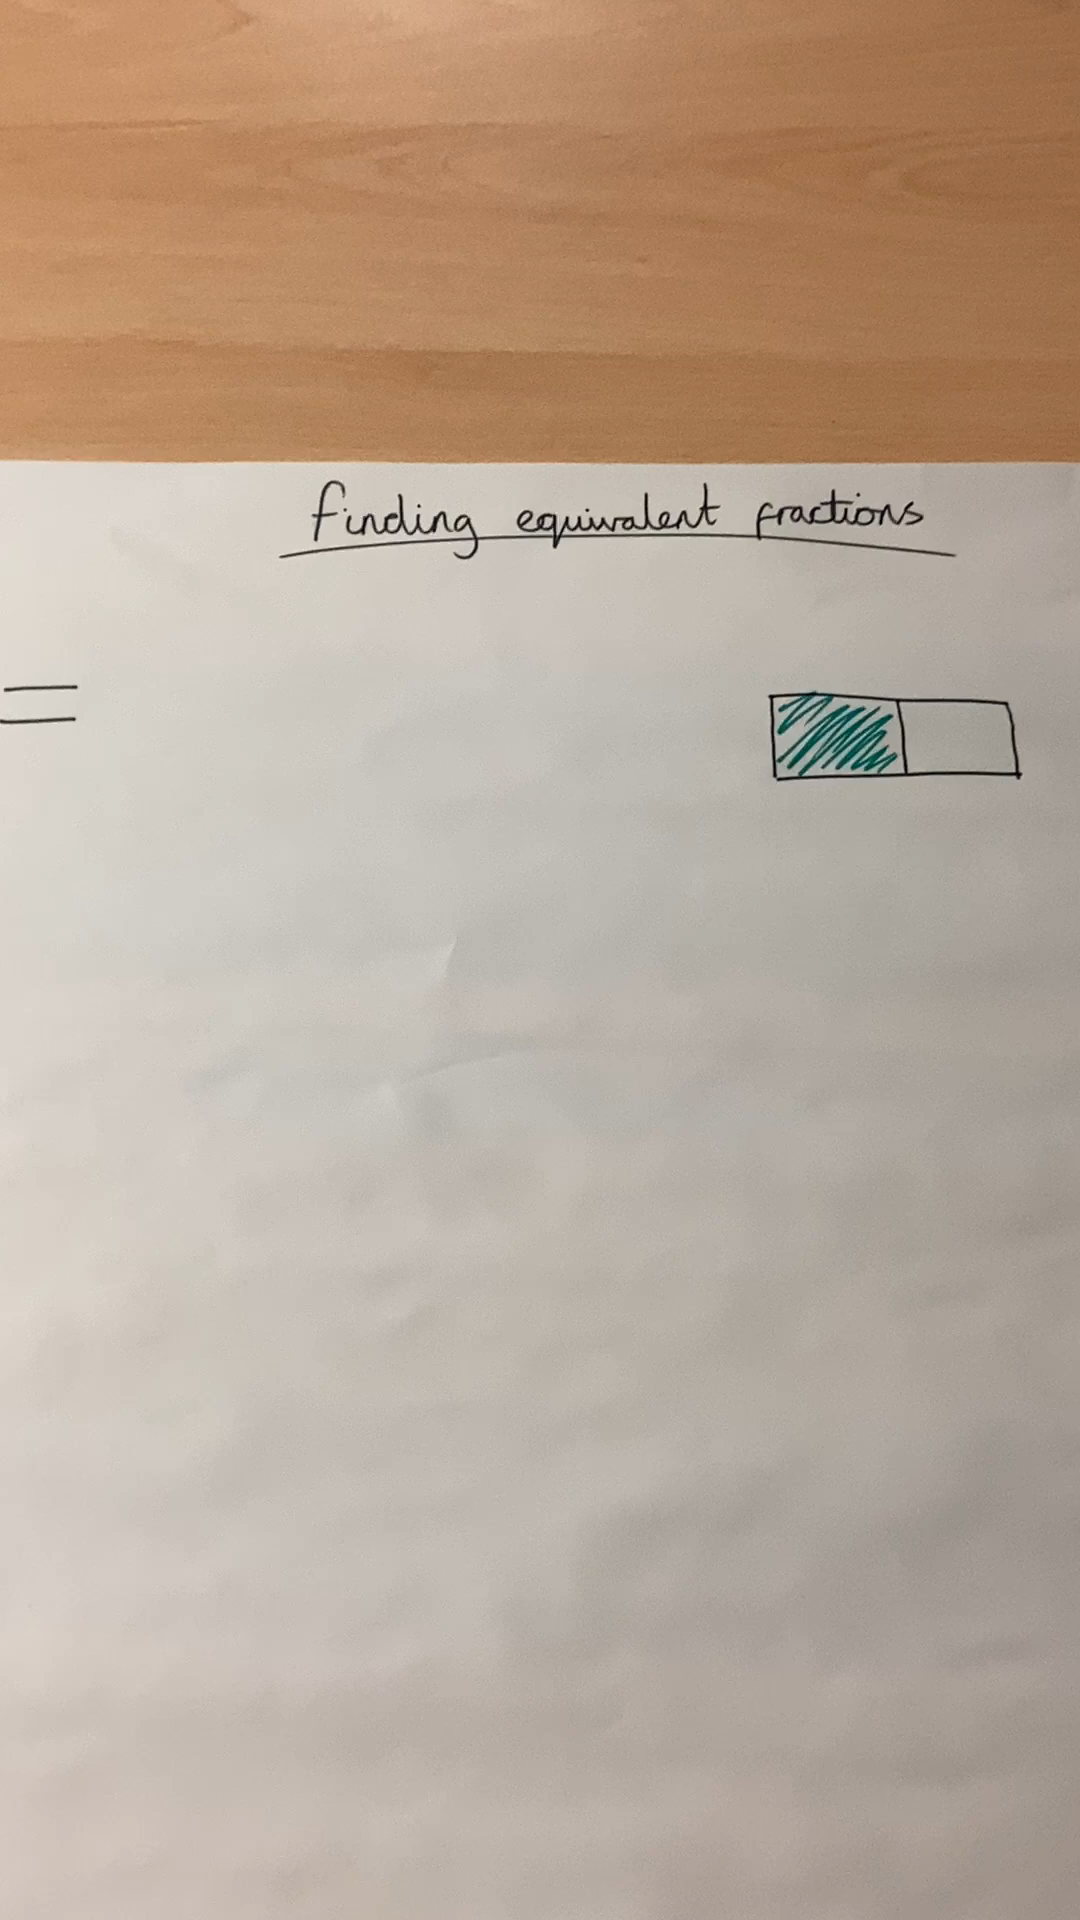 finding equivalent fractions
=